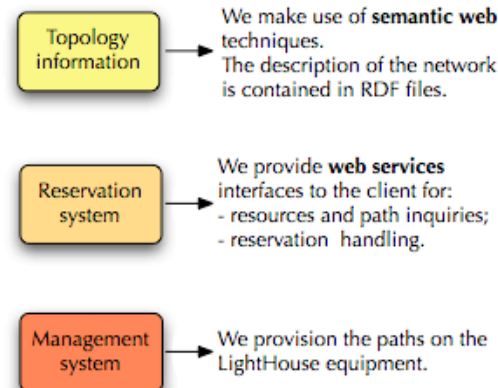 Topology
information
We make use of semantic web
techniques.
The description of the network
is contained in RDF files.
Reservation
system
We provide web services
interfaces to the client for:
- resources and path inquiries;
- reservation handling.
Management
system
We provision the paths on the
LightHouse equipment.